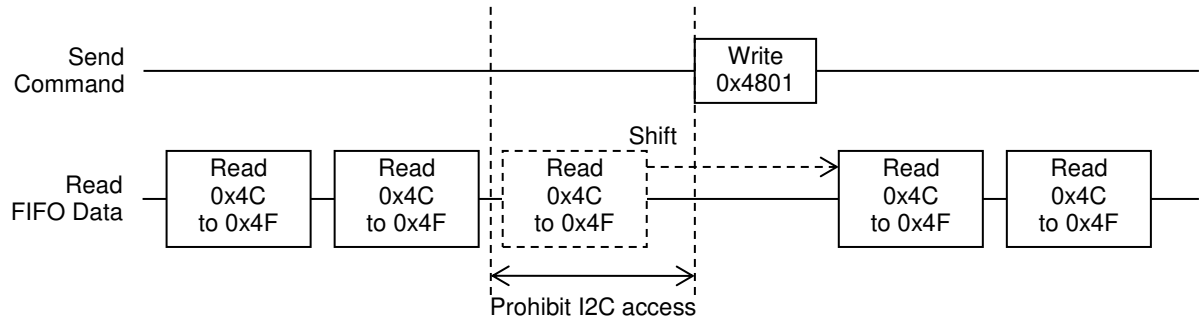 Send
Command
Write
0x4801
Shift
Read
FIFO Data
Read
0x4C
to 0x4F
Read
0x4C
to 0x4F
Read
0x4C
to 0x4F
Read
0x4C
to 0x4F
Read
0x4C
to 0x4F
Prohibit I2C access